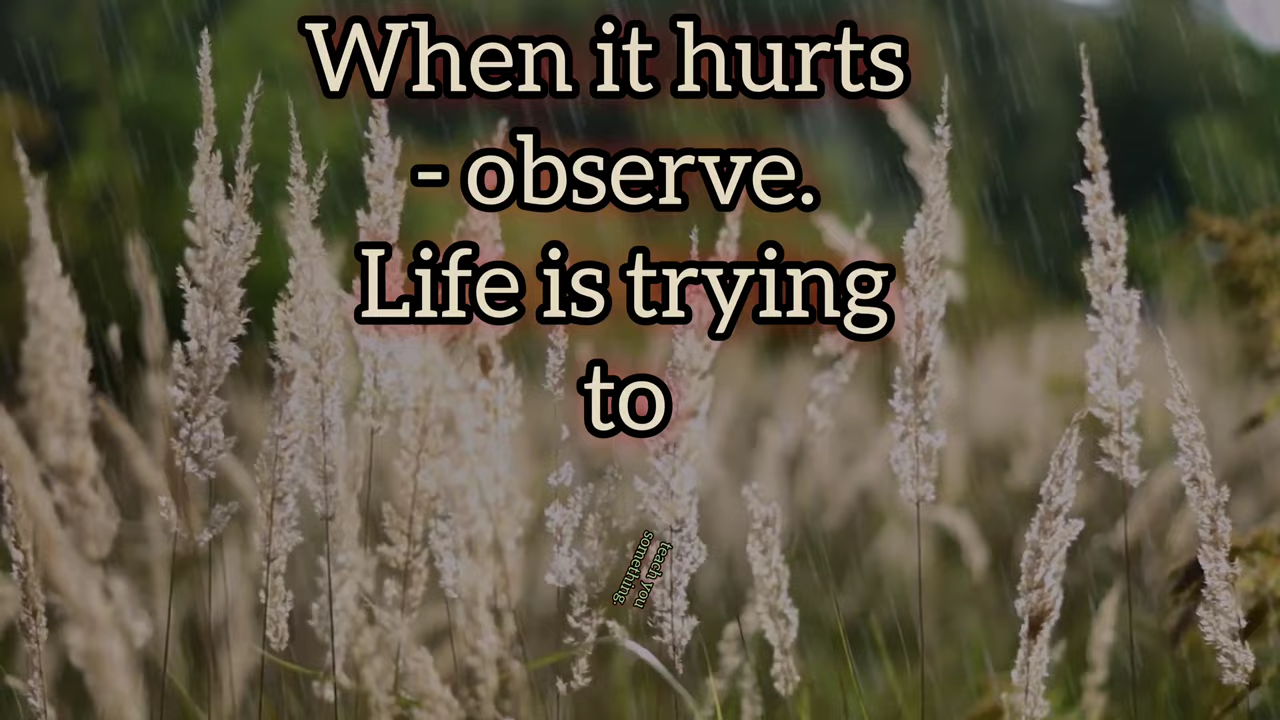 When it hurts
- observe.
Life is trying
to
teach you
something.